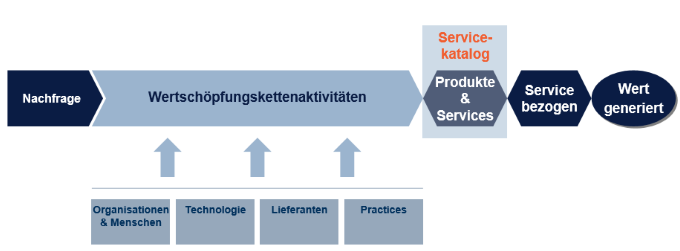 Service-
katalog
Nachfrage
Wertschöpfungskettenaktivitäten
Produkte
&
Services
Service
bezogen
Wert
generiert
Organisationen
& Menschen
Technologie
Lieferanten
Practices